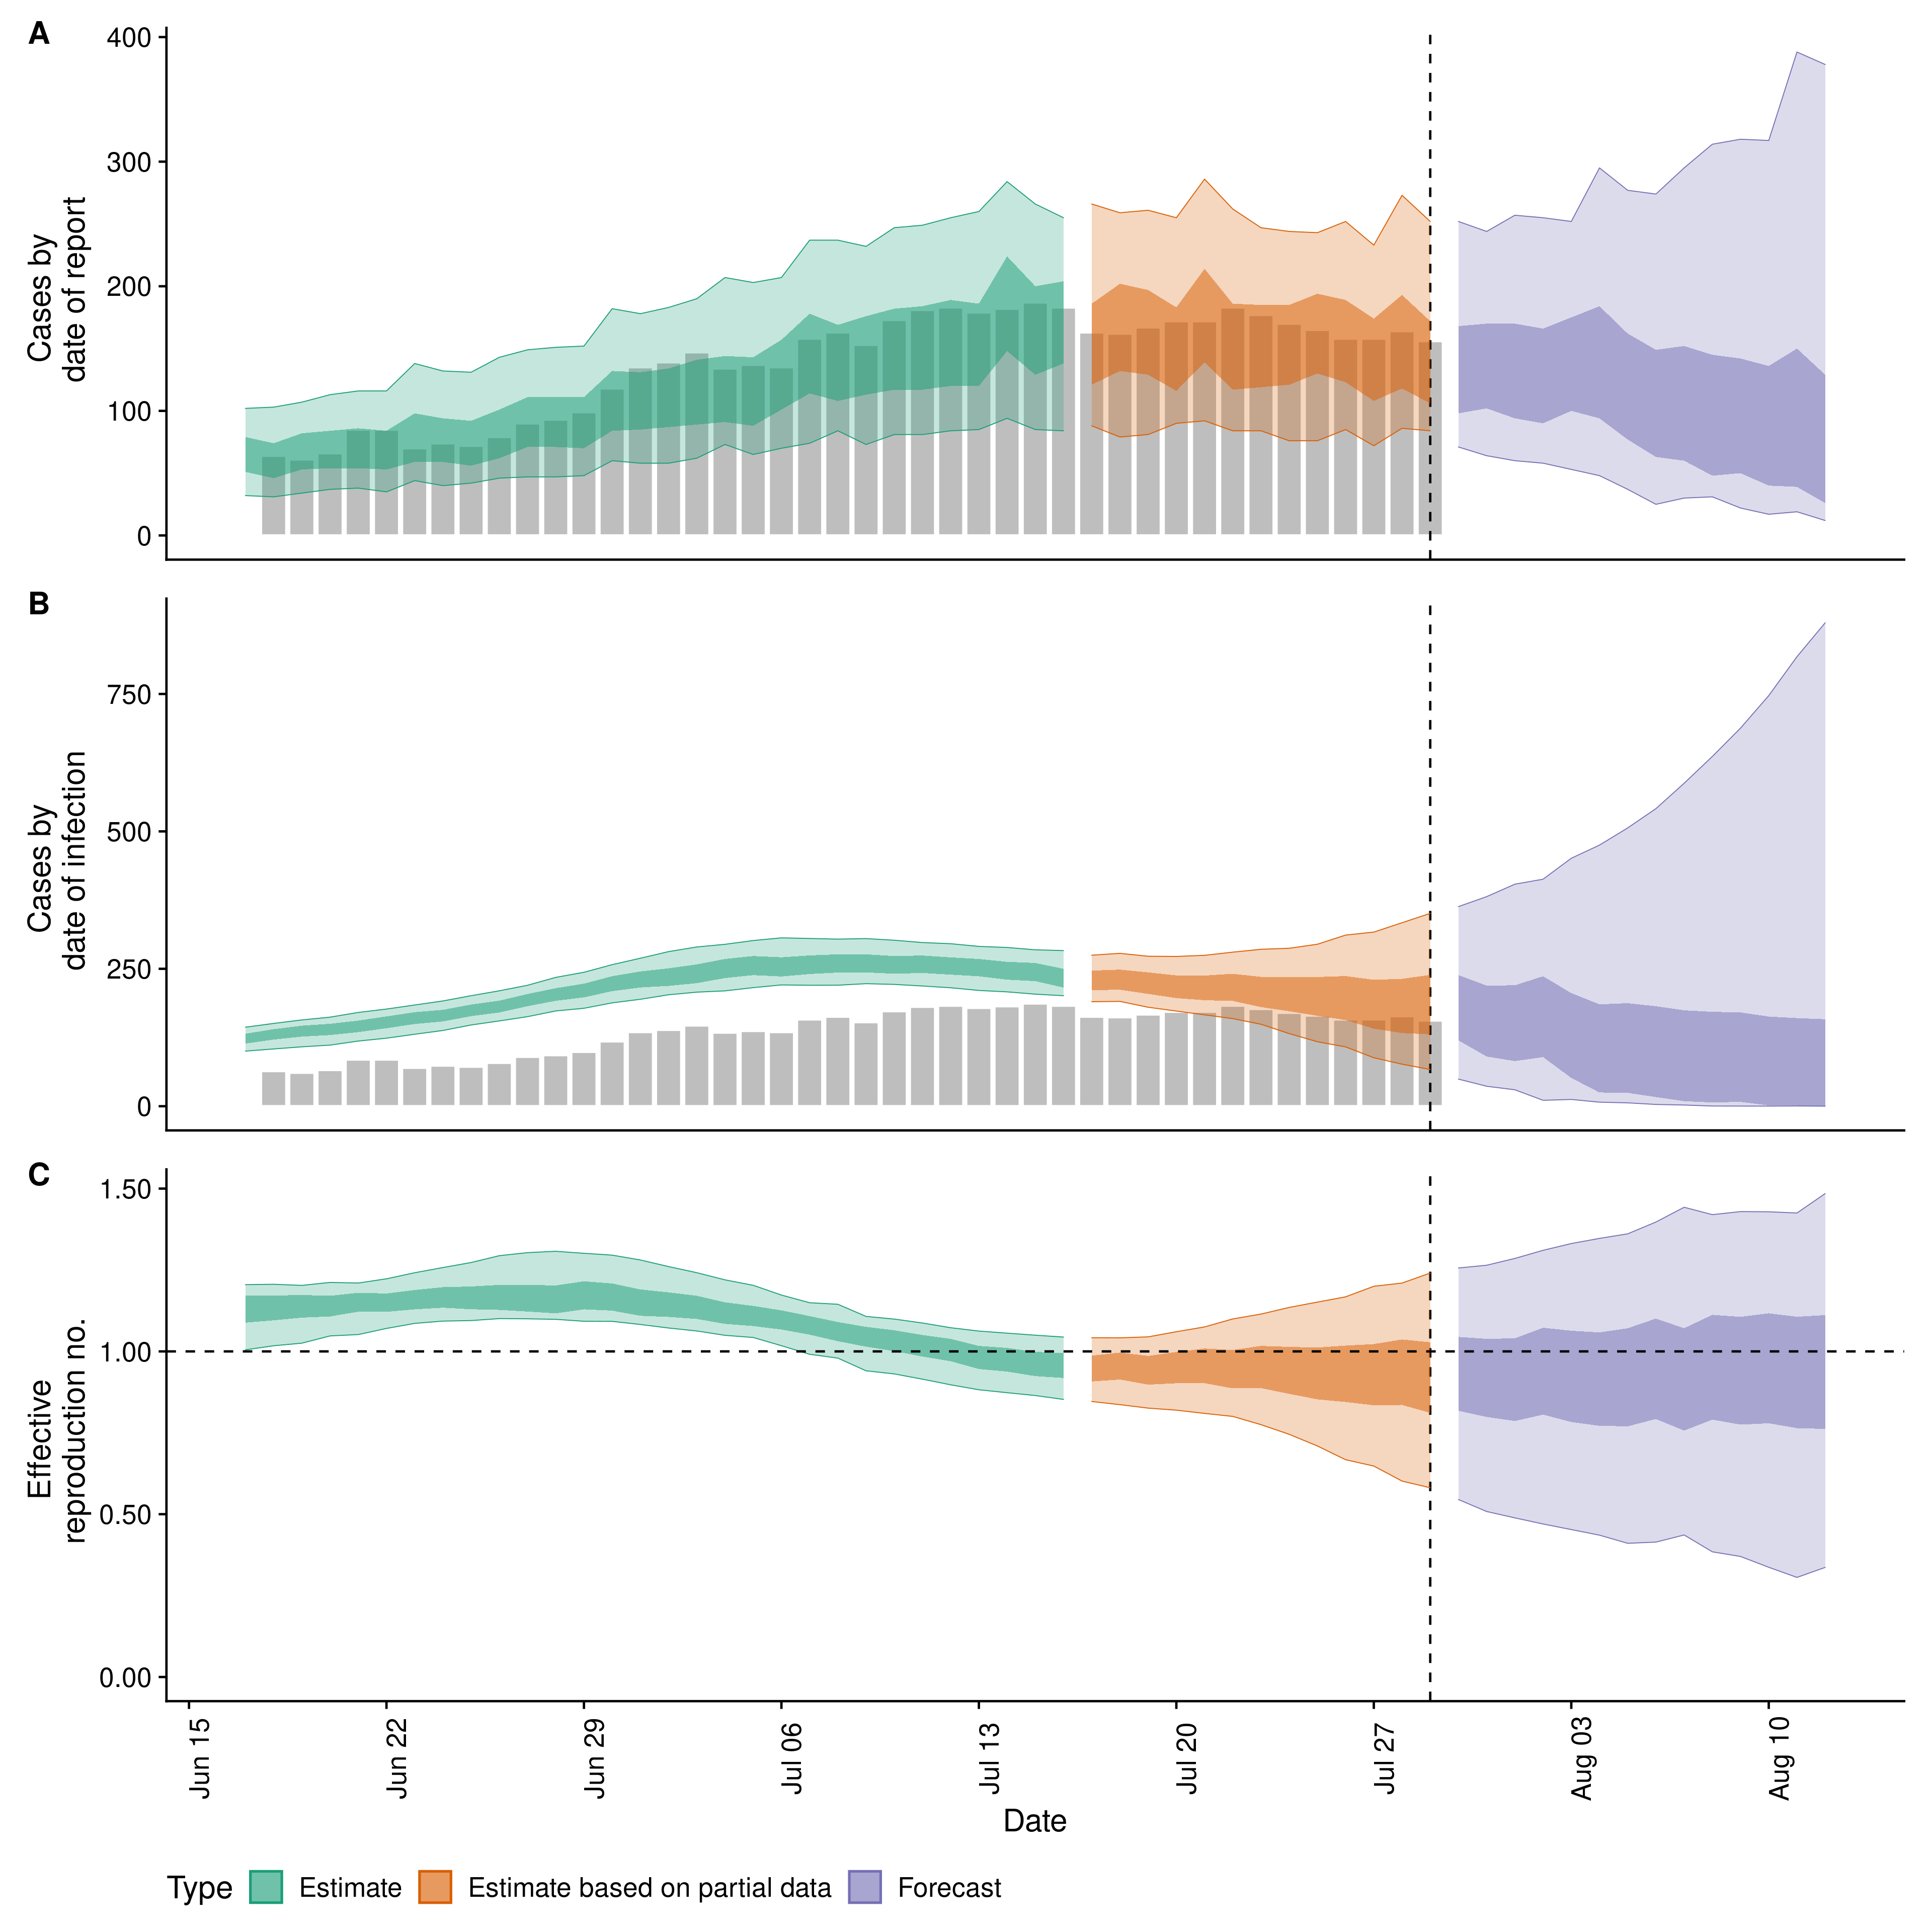 A
400
300
200
100
0
Cases by
date of report
B
750
500
250
0
Cases by
date of infection
C
1.50
1.00
0.50
0.00
Effective
reproduction no.
Jun 15
Jun 22
Jun 29
Jul 06
Jul 13
Jul 20
Jul 27
Aug 03
Aug 10
Date
Type Estimate Estimate based on partial data Forecast